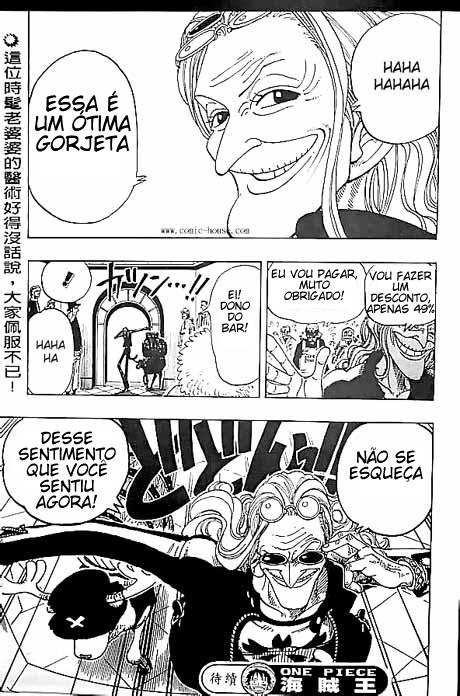 這位時髦老婆婆的醫術好得沒話說，大家佩服不已！
HAHA
HAHAHA
ESSA É
UM ÓTIMA
GORJETA
www.comic-house.com
VOU FAZER
UM
DESCONTO,
APENAS 49%
EU VOU PAGAR,
MUITO
OBRIGADO!
EI!
DONO
DO
BAR!
!
HAHA
HA
NÃO SE
ESQUEÇA
DESSE
SENTIMENTO
QUE VOCÊ
SENTIU
AGORA!
待續
ONE PIECE
海賊王